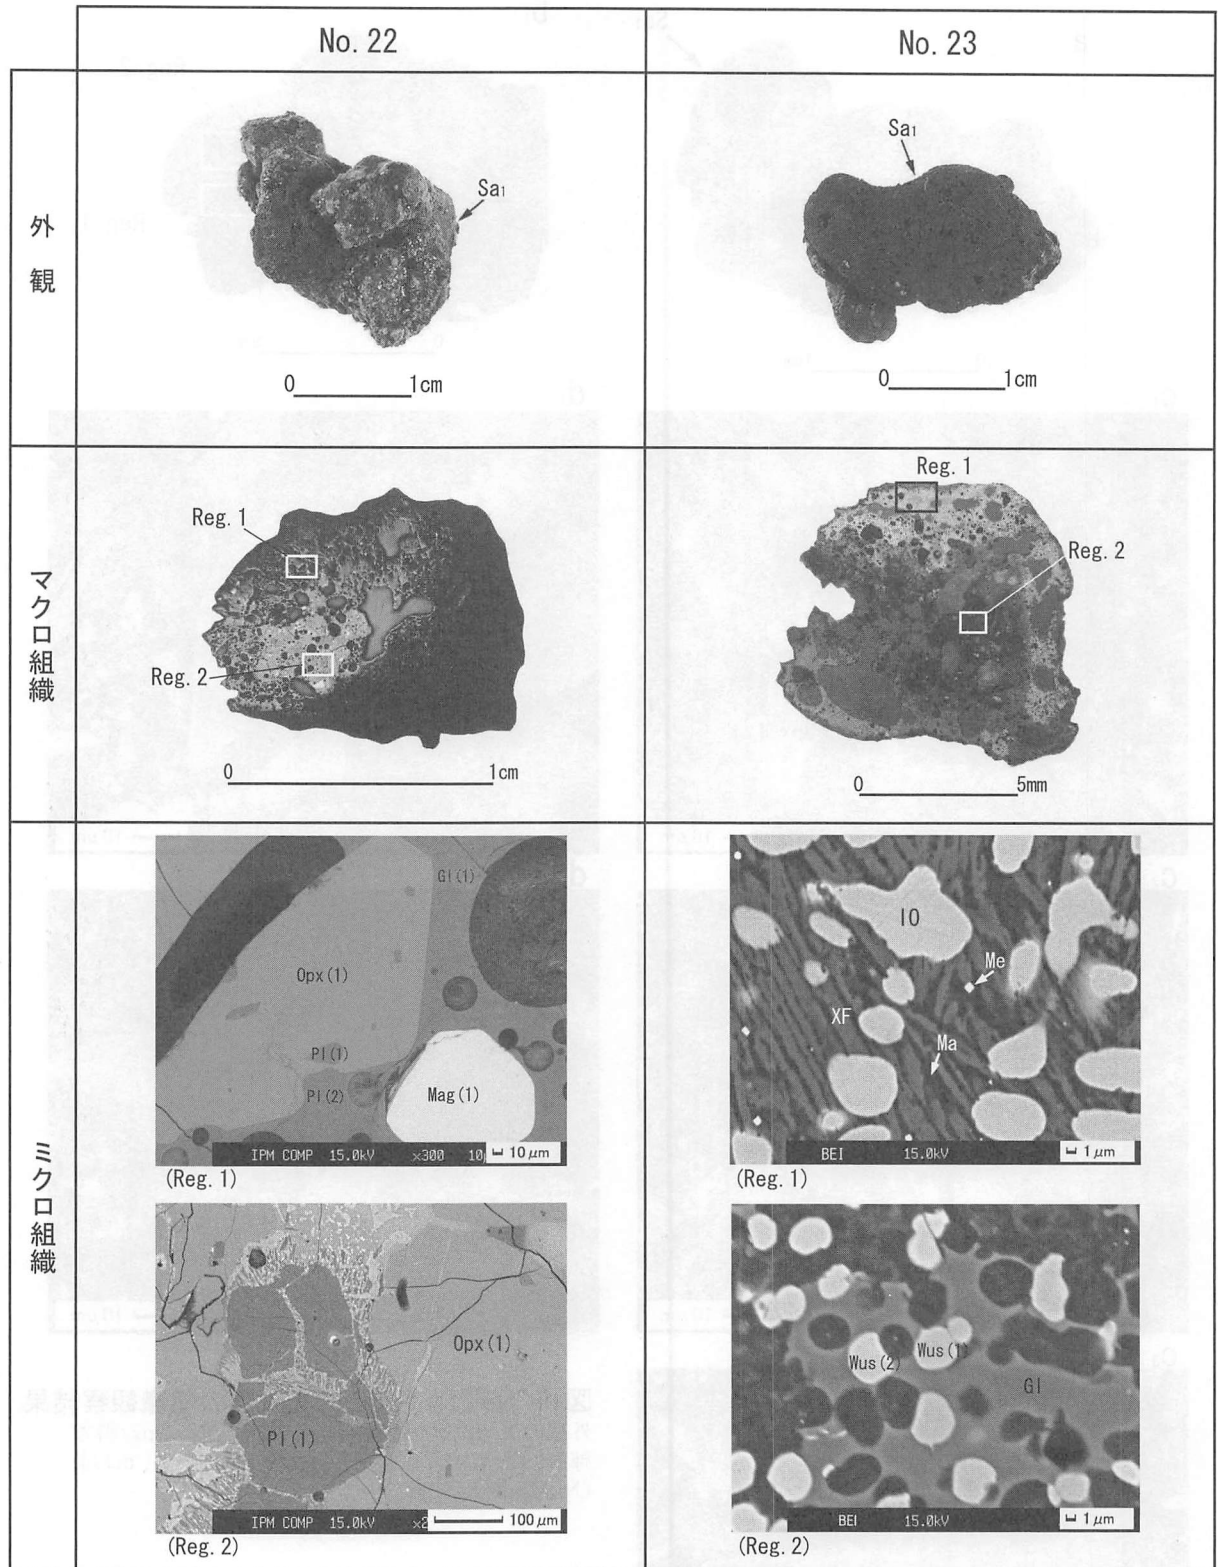 No. 22
No. 23
外観
Sa1
0 1cm
Sa1
0 1cm
マクロ組織
Reg. 1
Reg. 2
0 1cm
Reg. 1
Reg. 2
0 5mm
ミクロ組織
Gl(1)
Opx(1)
Pl(1)
Pl(2)
Mag(1)
IPM COMP 15.0kV ×300 10μ 10μm
(Reg. 1)
IO
Me
XF
Ma
BEI 15.0kV 1μm
(Reg. 1)
Opx(1)
Pl(1)
IPM COMP 15.0kV ×2 100μm
(Reg. 2)
Wus(2) Wus(1)
Gl
BEI 15.0kV 1μm
(Reg. 2)